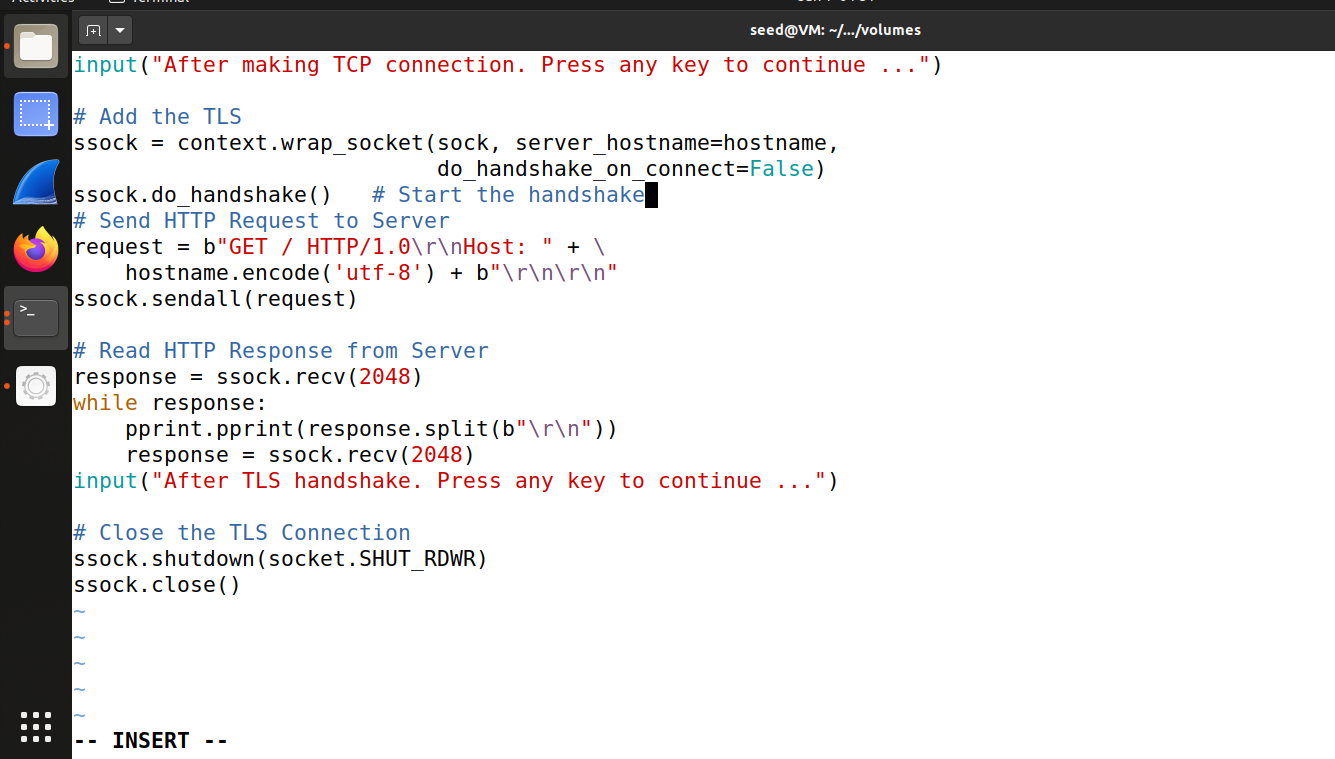 seed@VM: ~/.../volumes
input("After making TCP connection. Press any key to continue ...")
# Add the TLS
ssock = context.wrap_socket(sock, server_hostname=hostname,
                            do_handshake_on_connect=False)
ssock.do_handshake()   # Start the handshake
# Send HTTP Request to Server
request = b"GET / HTTP/1.0\r\nHost: " + \
    hostname.encode('utf-8') + b"\r\n\r\n"
ssock.sendall(request)
# Read HTTP Response from Server
response = ssock.recv(2048)
while response:
    pprint.pprint(response.split(b"\r\n"))
    response = ssock.recv(2048)
input("After TLS handshake. Press any key to continue ...")
# Close the TLS Connection
ssock.shutdown(socket.SHUT_RDWR)
ssock.close()
~
~
~
~
~
-- INSERT --